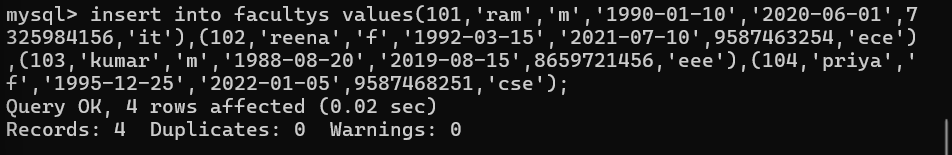 mysql> insert into facultys values(101,'ram','m','1990-01-10','2020-06-01',7
325984156,'it'),(102,'reena','f','1992-03-15','2021-07-10',9587463254,'ece')
,(103,'kumar','m','1988-08-20','2019-08-15',8659721456,'eee'),(104,'priya','
f','1995-12-25','2022-01-05',9587468251,'cse');
Query OK, 4 rows affected (0.02 sec)
Records: 4  Duplicates: 0  Warnings: 0